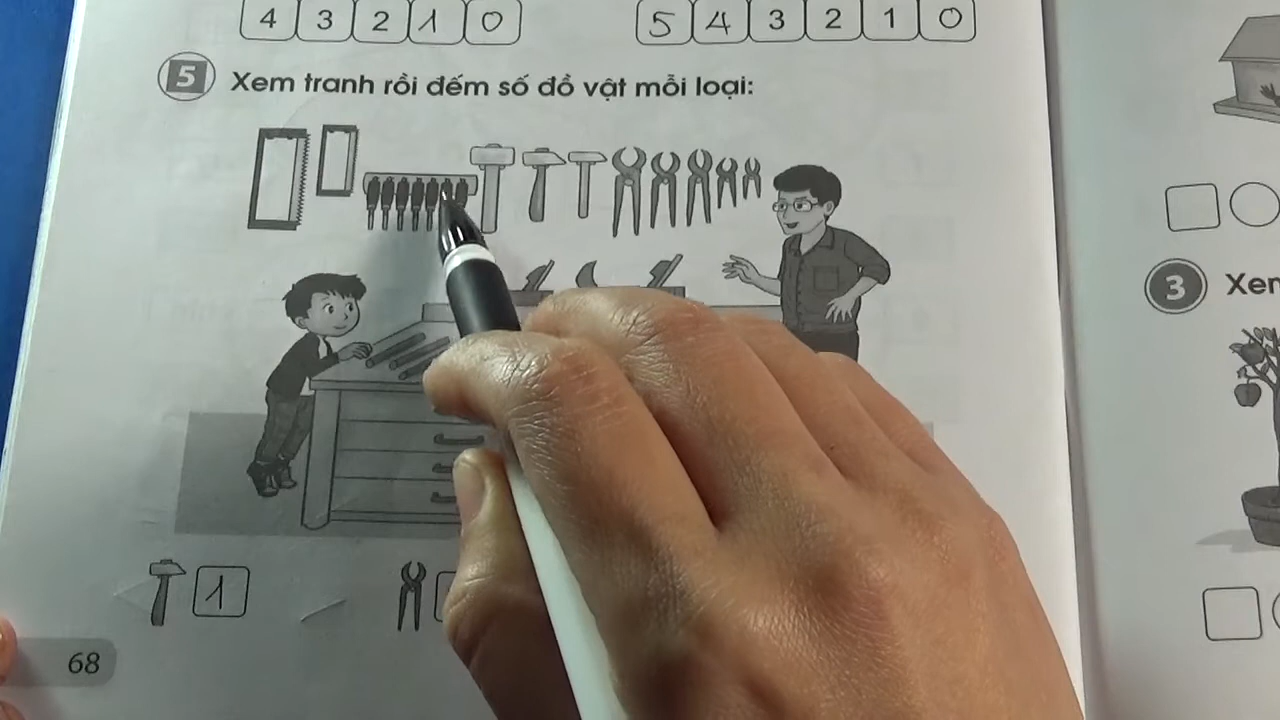 4 3 2 1 0 5 4 3 2 1 0
5 Xem tranh rồi đếm số đồ vật mỗi loại:
3 Xem
1
68